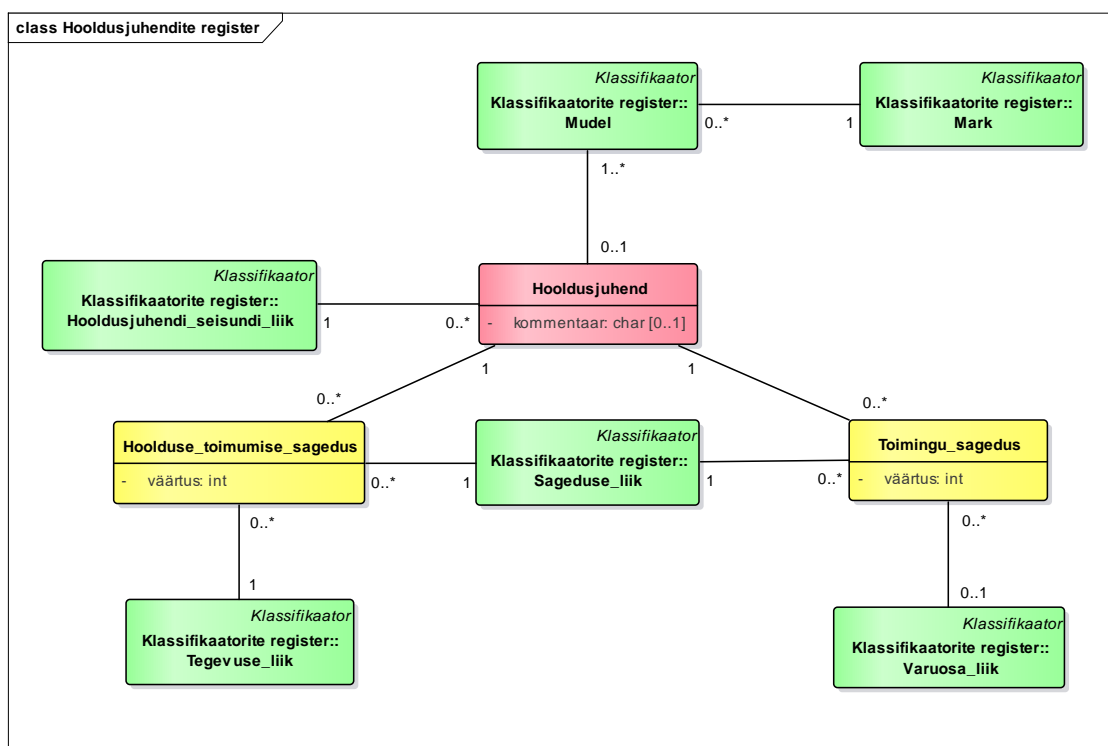 class Hooldusjuhendite register
Klassifikaator
Klassifikaatorite register::
Mudel
Klassifikaator
Klassifikaatorite register::
Mark
0..*
1
1..*
0..1
Klassifikaator
Klassifikaatorite register::
Hooldusjuhendi_seisundi_liik
1
0..*
Hooldusjuhend
- kommentaar: char [0..1]
1
1
0..*
0..*
Hoolduse_toimumise_sagedus
- väärtus: int
Klassifikaator
Klassifikaatorite register::
Sageduse_liik
Toimingu_sagedus
- väärtus: int
0..*
1
1
0..*
0..*
1
0..*
0..1
Klassifikaator
Klassifikaatorite register::
Tegevuse_liik
Klassifikaator
Klassifikaatorite register::
Varuosa_liik